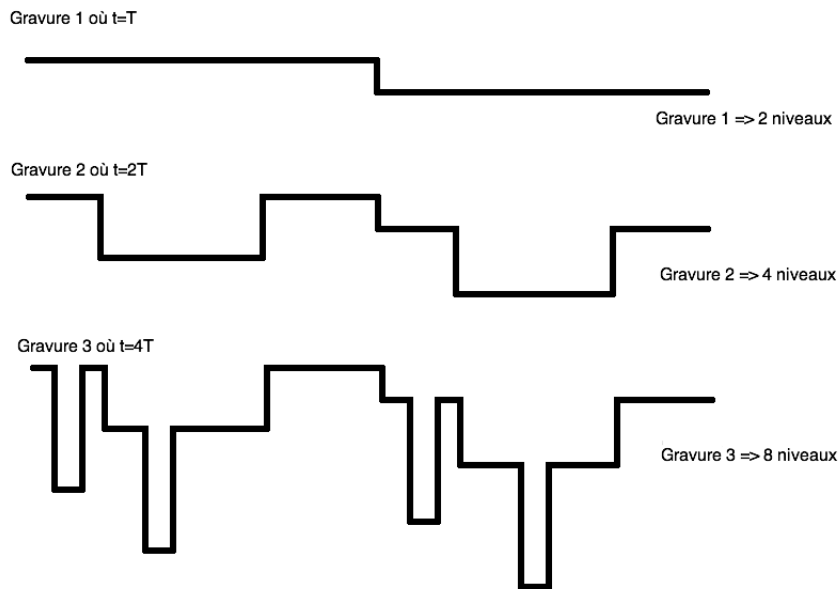 Gravure 1 où t=T
Gravure 1 => 2 niveaux
Gravure 2 où t=2T
Gravure 2 => 4 niveaux
Gravure 3 où t=4T
Gravure 3 => 8 niveaux